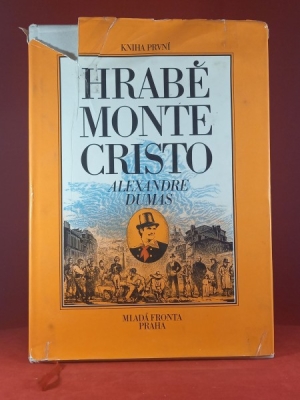 KNIHA PRVNÍ
HRABĚ
MONTE
CRISTO
ALEXANDRE
DUMAS
MLADÁ FRONTA
PRAHA